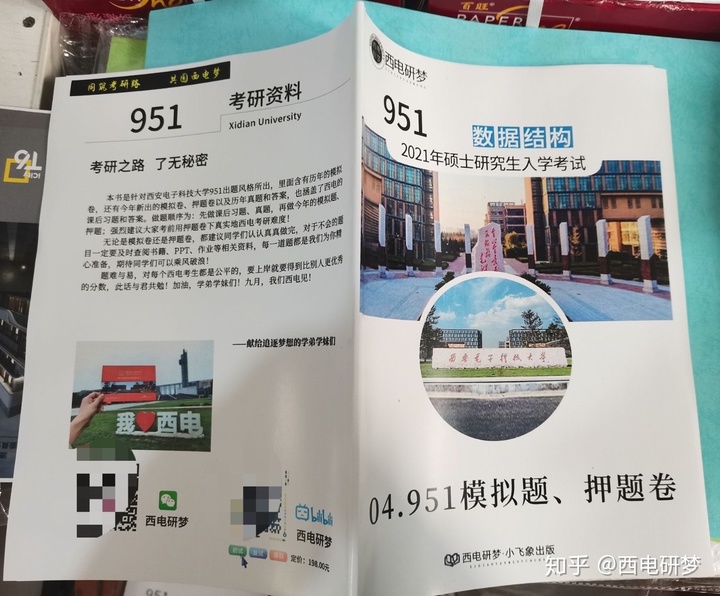 百旺
PAPER
同筑考研路 共圆西电梦
951
考研资料
Xidian University
考研之路 了无秘密
本书是针对西安电子科技大学951出题风格所出，里面含有历年的模拟
卷，还有今年新出的模拟卷、押题卷以及历年真题和答案，也涵盖了西电的
课后习题和答案。做题顺序为：先做课后习题、真题，再做今年的模拟题、
押题；强烈建议大家考前用押题卷下真实地西电考研难度！
无论是模拟卷还是押题卷，都建议同学们认认真真做完，对于不会的题
目一定要及时查阅书籍、PPT、作业等相关资料，每一道题都是我们为你精
心准备，期待同学们可以乘风破浪！
题难与易，对每个西电考生都是公平的，要上岸就要得到比别人更优秀
的分数，此话与君共勉！加油，学弟学妹们！九月，我们西电见！
——献给追逐梦想的学弟学妹们
我❤西电
西电研梦
bilibili
西电研梦
定价：198.00元
西电研梦
951
数据结构
2021年硕士研究生入学考试
西安电子科技大学
04.951模拟题、押题卷
西电研梦·小飞象出版
951
知乎 @西电研梦